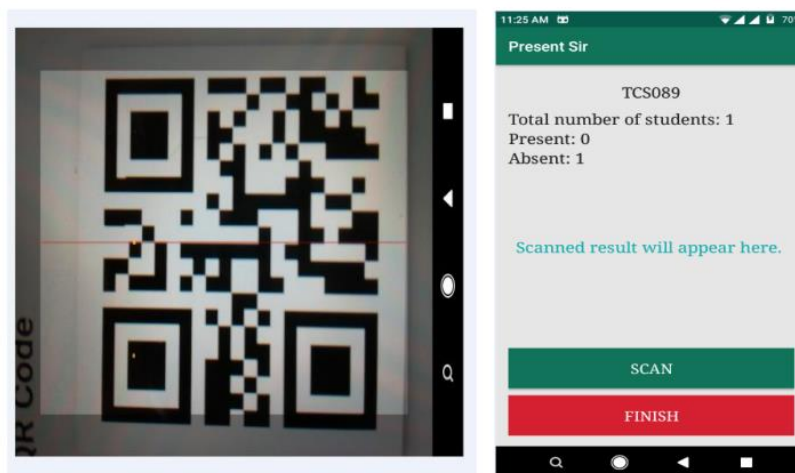 QR Code
11:25 AM
70%
Present Sir
TCS089
Total number of students: 1
Present: 0
Absent: 1
Scanned result will appear here.
SCAN
FINISH